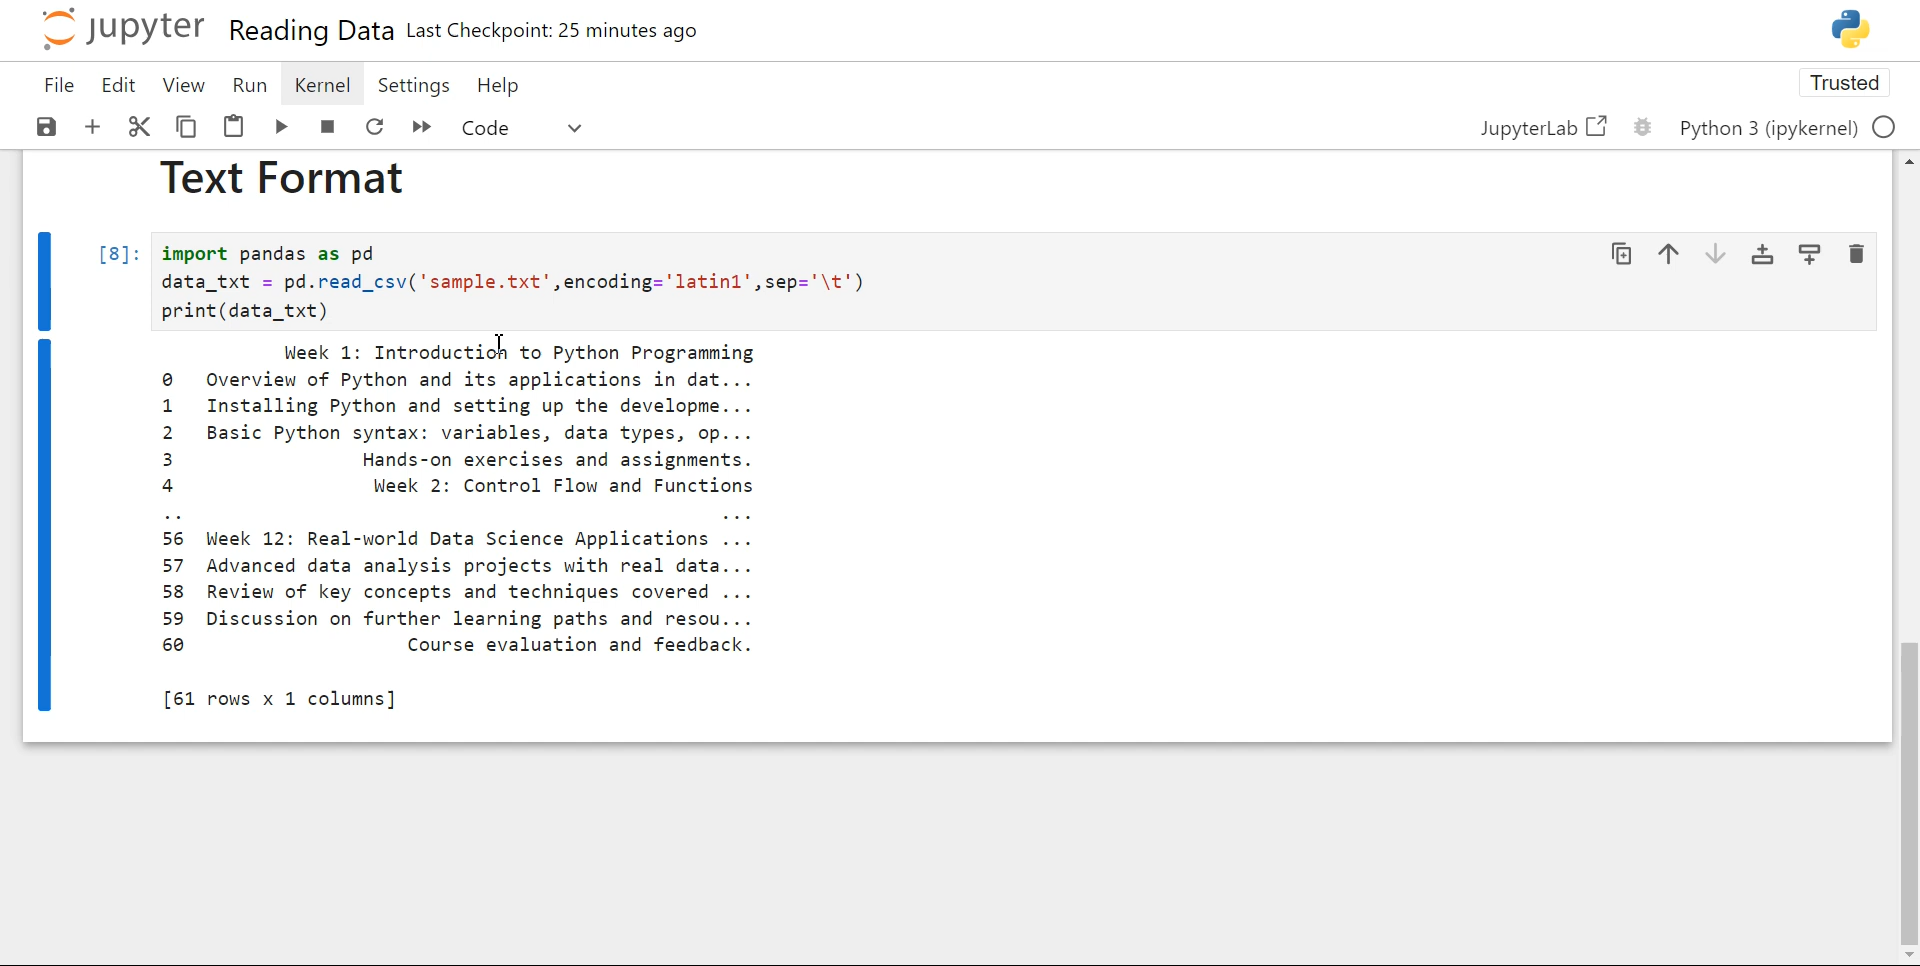 jupyter Reading Data Last Checkpoint: 25 minutes ago
File Edit View Run Kernel Settings Help Trusted
Code JupyterLab Python 3 (ipykernel)
Text Format
[8]: import pandas as pd
data_txt = pd.read_csv('sample.txt',encoding='latin1',sep='\t')
print(data_txt)
Week 1: Introduction to Python Programming
0 Overview of Python and its applications in dat...
1 Installing Python and setting up the developme...
2 Basic Python syntax: variables, data types, op...
3 Hands-on exercises and assignments.
4 Week 2: Control Flow and Functions
.. ...
56 Week 12: Real-world Data Science Applications ...
57 Advanced data analysis projects with real data...
58 Review of key concepts and techniques covered ...
59 Discussion on further learning paths and resou...
60 Course evaluation and feedback.
[61 rows x 1 columns]